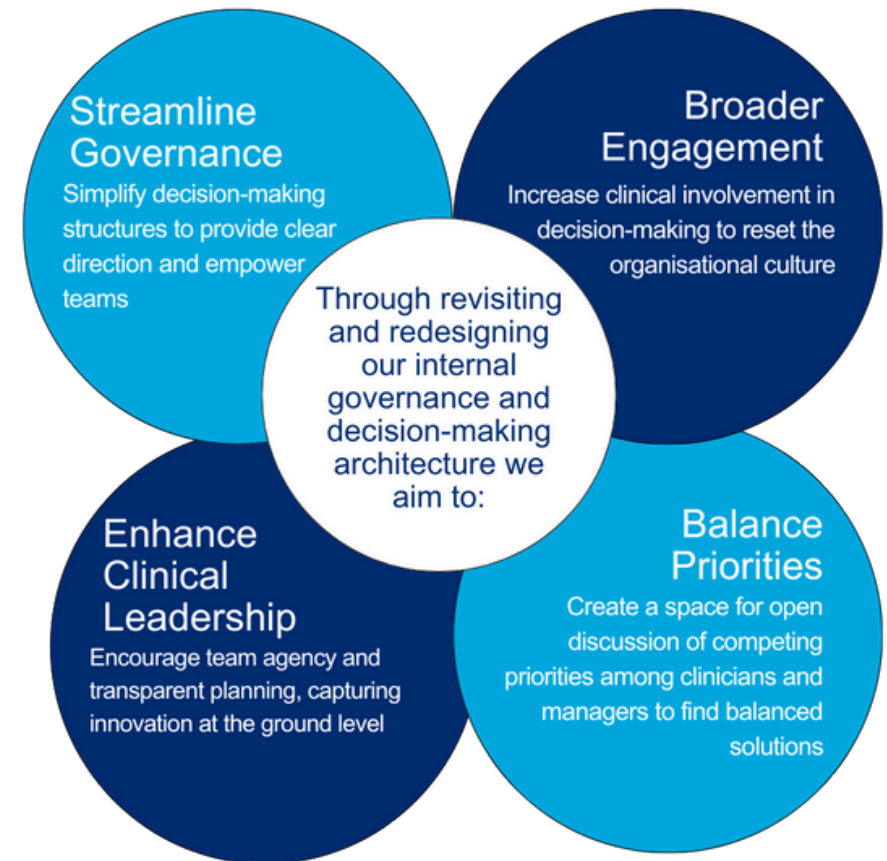 Streamline
Governance
Simplify decision-making
structures to provide clear
direction and empower
teams
Broader
Engagement
Increase clinical involvement in
decision-making to reset the
organisational culture
Through revisiting
and redesigning
our internal
governance and
decision-making
architecture we
aim to:
Enhance
Clinical
Leadership
Encourage team agency and
transparent planning, capturing
innovation at the ground level
Balance
Priorities
Create a space for open
discussion of competing
priorities among clinicians and
managers to find balanced
solutions